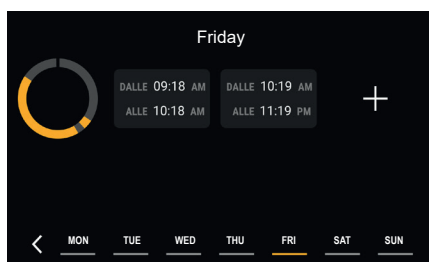 Friday
DALLE 09:18 AM
ALLE 10:18 AM
DALLE 10:19 AM
ALLE 11:19 PM
MON TUE WED THU FRI SAT SUN